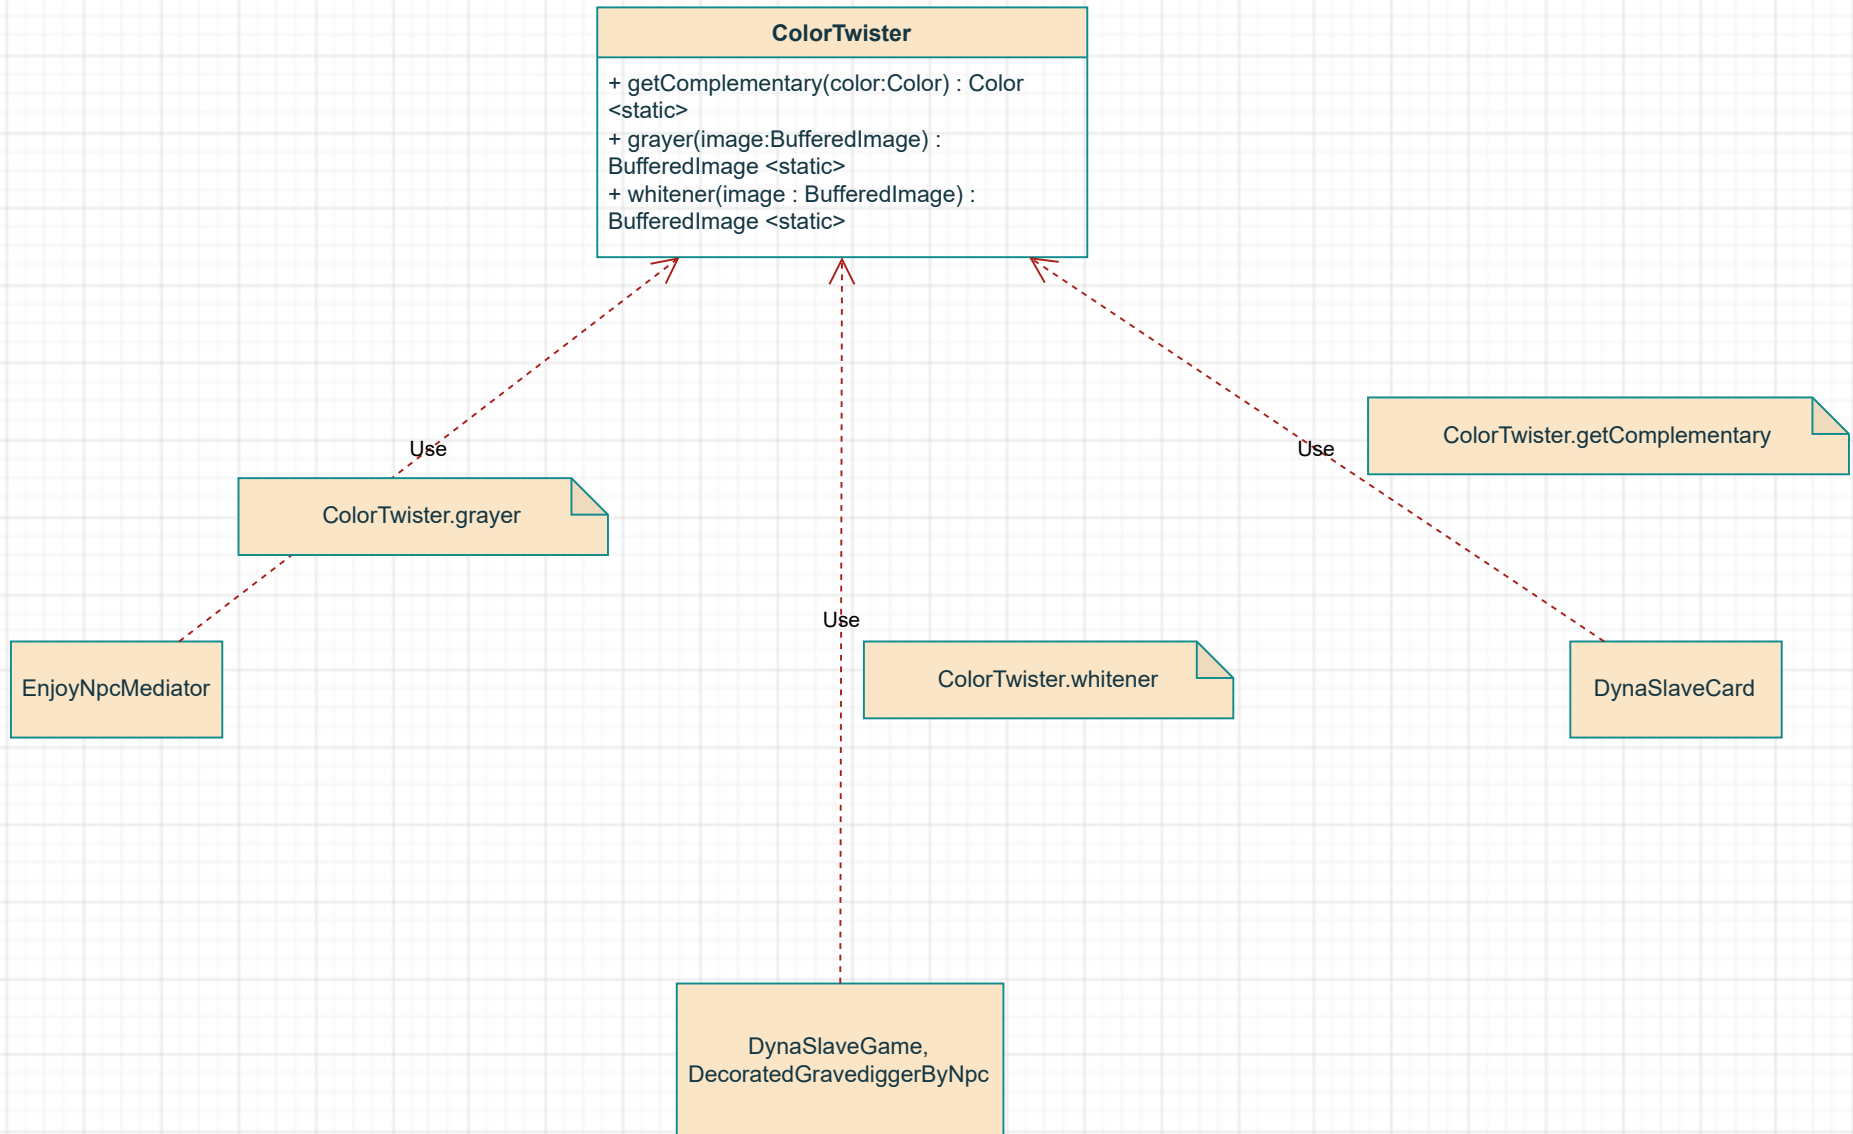 ColorTwister
+ getComplementary(color:Color) : Color
<static>
+ grayer(image:BufferedImage) :
BufferedImage <static>
+ whitener(image : BufferedImage) :
BufferedImage <static>
Use
Use
ColorTwister.getComplementary
ColorTwister.grayer
Use
ColorTwister.whitener
EnjoyNpcMediator
DynaSlaveCard
DynaSlaveGame,
DecoratedGravediggerByNpc